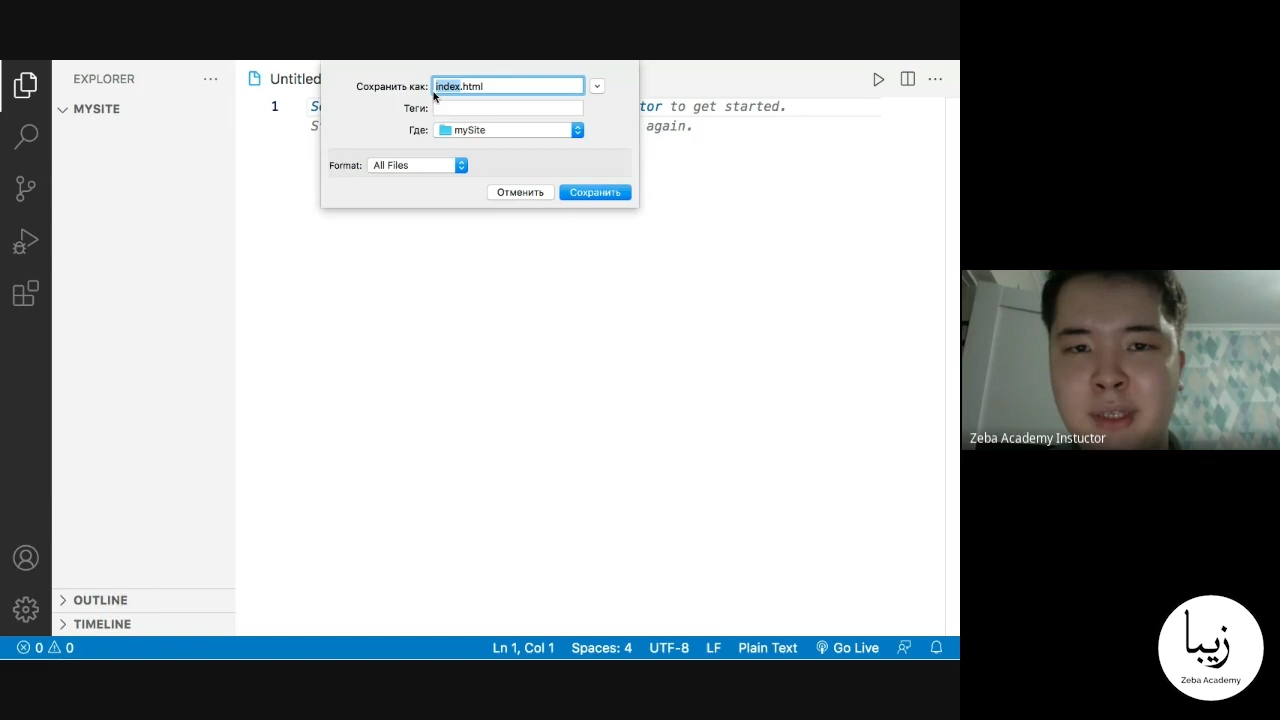 EXPLORER
MYSITE
OUTLINE
TIMELINE
Untitled
Сохранить как: index.html
Теги:
Где: mySite
Format: All Files
Отменить Сохранить
1
to get started.
again.
0 0
Ln 1, Col 1 Spaces: 4 UTF-8 LF Plain Text Go Live
Zeba Academy Instuctor
زيبا
Zeba Academy